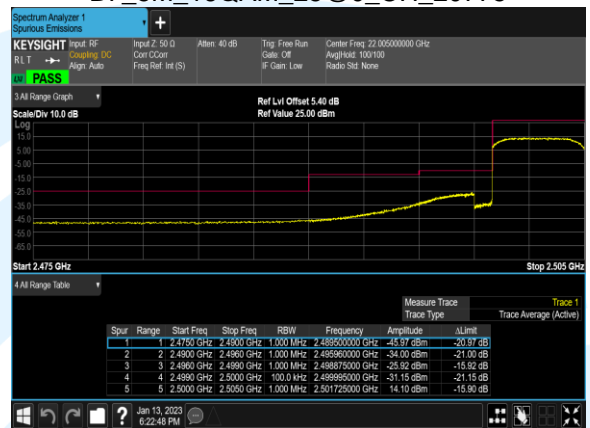 Spectrum Analyzer 1
Spurious Emissions
+
KEYSIGHT Input: RF Input Z: 50 Ω Atten: 40 dB Trig: Free Run Center Freq: 22.005000000 GHz
RLT Coupling: DC Corr CCorr Gate: Off Avg|Hold: 100/100
Align: Auto Freq Ref: Int (S) IF Gain: Low Radio Std: None
PASS
3 All Range Graph
Ref Lvl Offset 5.40 dB
Scale/Div 10.0 dB Ref Value 25.00 dBm
Log
15.0
5.00
-5.00
-15.0
-25.0
-35.0
-45.0
-55.0
-65.0
Start 2.475 GHz Stop 2.505 GHz
4 All Range Table
Measure Trace Trace 1
Trace Type Trace Average (Active)
Spur Range Start Freq Stop Freq RBW Frequency Amplitude ΔLimit
1 1 2.4750 GHz 2.4900 GHz 1.000 MHz 2.489500000 GHz -45.97 dBm -20.97 dB
2 2 2.4900 GHz 2.4960 GHz 1.000 MHz 2.495960000 GHz -34.00 dBm -21.00 dB
3 3 2.4960 GHz 2.4990 GHz 1.000 MHz 2.498875000 GHz -25.92 dBm -15.92 dB
4 4 2.4990 GHz 2.5000 GHz 100.0 kHz 2.499995000 GHz -31.15 dBm -21.15 dB
5 5 2.5000 GHz 2.5050 GHz 1.000 MHz 2.501725000 GHz 14.10 dBm -15.90 dB
?
Jan 13, 2023
6:22:48 PM